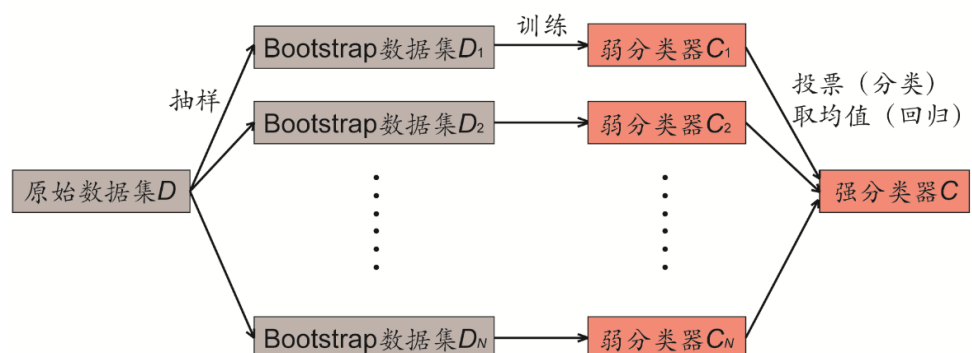 训练
Bootstrap数据集D1
弱分类器C1
投票（分类）
取均值（回归）
抽样
Bootstrap数据集D2
弱分类器C2
原始数据集D
强分类器C
Bootstrap数据集DN
弱分类器CN